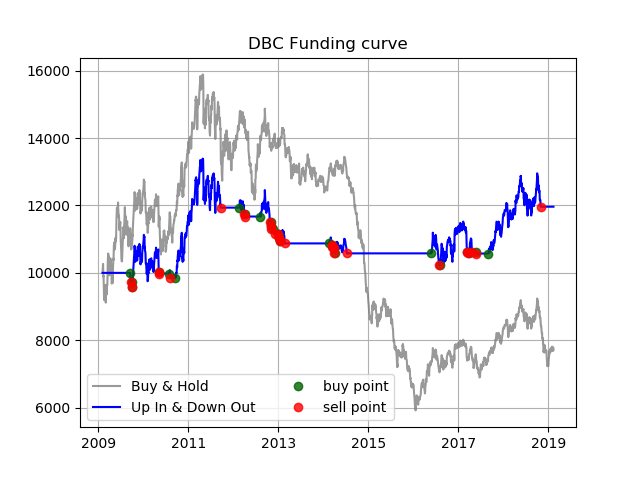 DBC Funding curve
16000
14000
12000
10000
8000
6000
Buy & Hold
Up In & Down Out
buy point
sell point
2009 2011 2013 2015 2017 2019